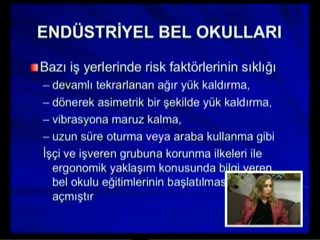 ENDÜSTRİYEL BEL OKULLARI
Bazı iş yerlerinde risk faktörlerinin sıklığı
– devamlı tekrarlanan ağır yük kaldırma,
– dönerek asimetrik bir şekilde yük kaldırma,
– vibrasyona maruz kalma,
– uzun süre oturma veya araba kullanma gibi
İşçi ve işveren grubuna korunma ilkeleri ile
ergonomik yaklaşım konusunda bilgi veren
bel okulu eğitimlerinin
açmıştır